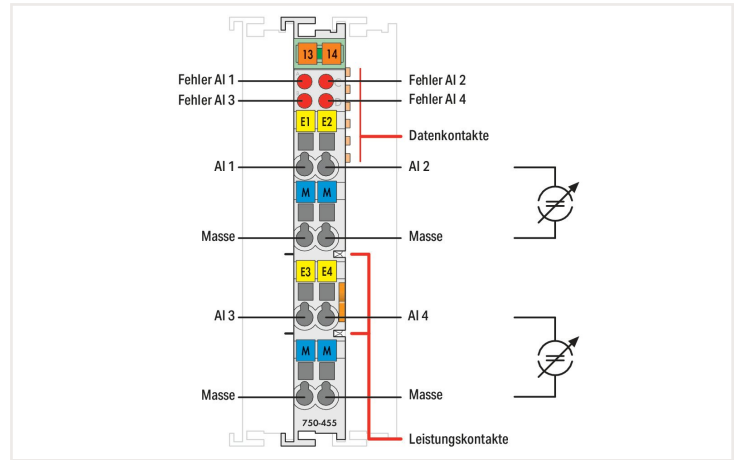 13 14
Fehler AI 1
Fehler AI 2
Fehler AI 3
Fehler AI 4
E1 E2
Datenkontakte
AI 1
AI 2
M M
Masse
Masse
E3 E4
AI 3
AI 4
M M
Masse
Masse
750-455
Leistungskontakte